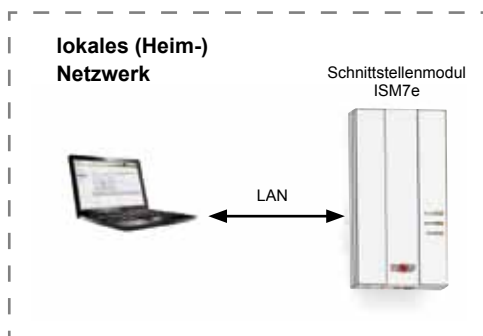 lokales (Heim-)
Netzwerk
Schnittstellenmodul
ISM7e
LAN